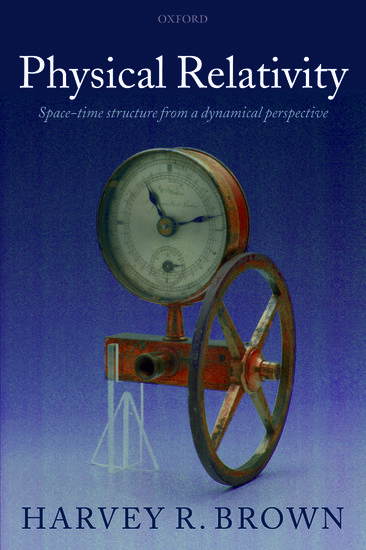 OXFORD
Physical Relativity
Space-time structure from a dynamical perspective
HARVEY R. BROWN